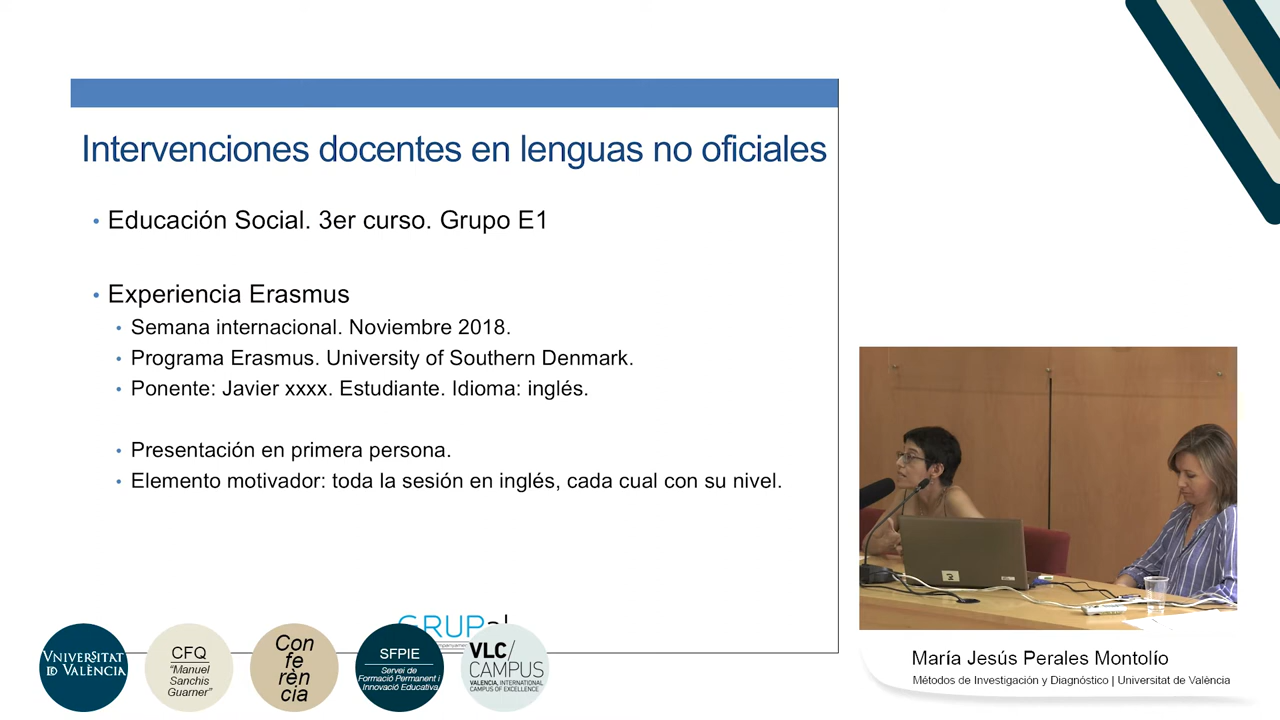 Intervenciones docentes en lenguas no oficiales
• Educación Social. 3er curso. Grupo E1
• Experiencia Erasmus
• Semana internacional. Noviembre 2018.
• Programa Erasmus. University of Southern Denmark.
• Ponente: Javier xxxx. Estudiante. Idioma: inglés.
• Presentación en primera persona.
• Elemento motivador: toda la sesión en inglés, cada cual con su nivel.
GRUP
VNIVERSITAT
ID VALÈNCIA
CFQ
"Manuel
Sanchis
Guarner"
Con
fe
rèn
cia
SFPIE
Servei de
Formació Permanent i
Innovació Educativa
VLC/
CAMPUS
VALENCIA, INTERNATIONAL
CAMPUS OF EXCELLENCE
María Jesús Perales Montolío
Métodos de Investigación y Diagnóstico | Universitat de València